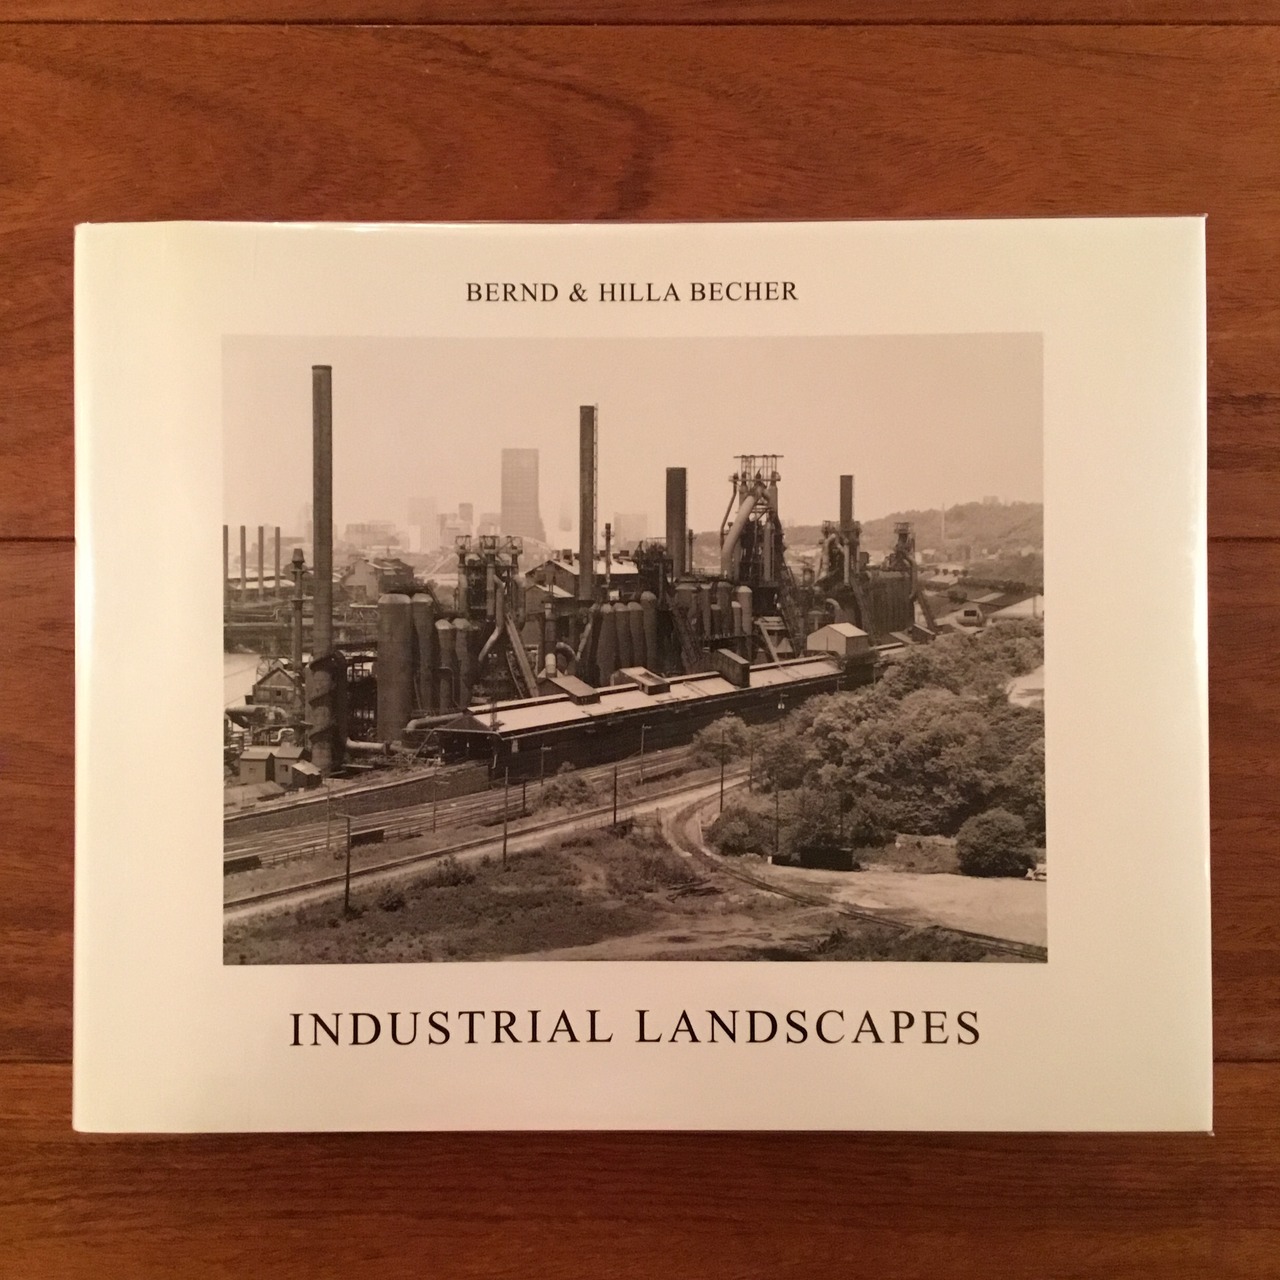 BERND & HILLA BECHER
INDUSTRIAL LANDSCAPES